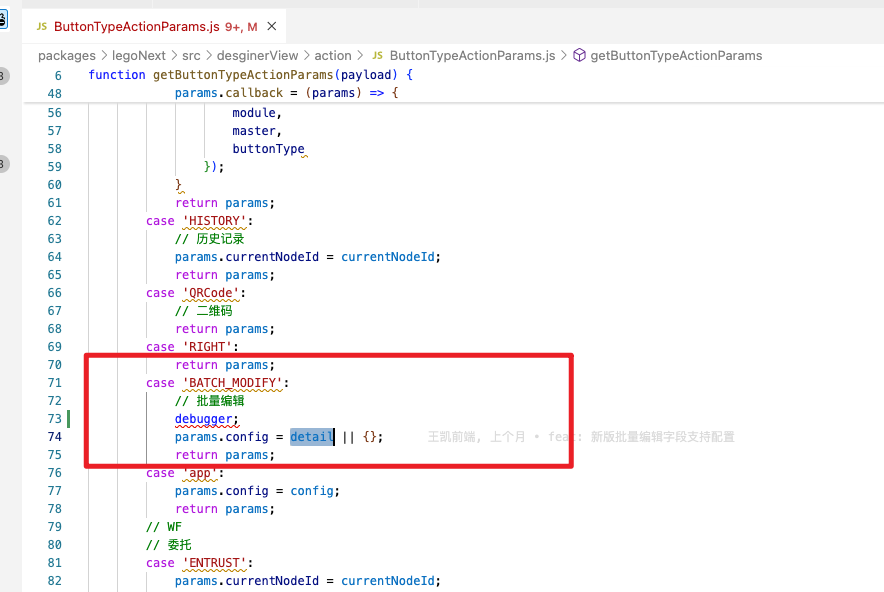 JS ButtonTypeActionParams.js 9+, M ×
packages > legoNext > src > desginerView > action > JS ButtonTypeActionParams.js > getButtonTypeActionParams
6 function getButtonTypeActionParams(payload) {
48 params.callback = (params) => {
56 module,
57 master,
58 buttonType
59 });
60 }
61 return params;
62 case 'HISTORY':
63 // 历史记录
64 params.currentNodeId = currentNodeId;
65 return params;
66 case 'QRCode':
67 // 二维码
68 return params;
69 case 'RIGHT':
70 return params;
71 case 'BATCH_MODIFY':
72 // 批量编辑
73 debugger;
74 params.config = detail || {}; 王凯前端, 上个月 • feat: 新版批量编辑字段支持配置
75 return params;
76 case 'app':
77 params.config = config;
78 return params;
79 // WF
80 // 委托
81 case 'ENTRUST':
82 params.currentNodeId = currentNodeId;